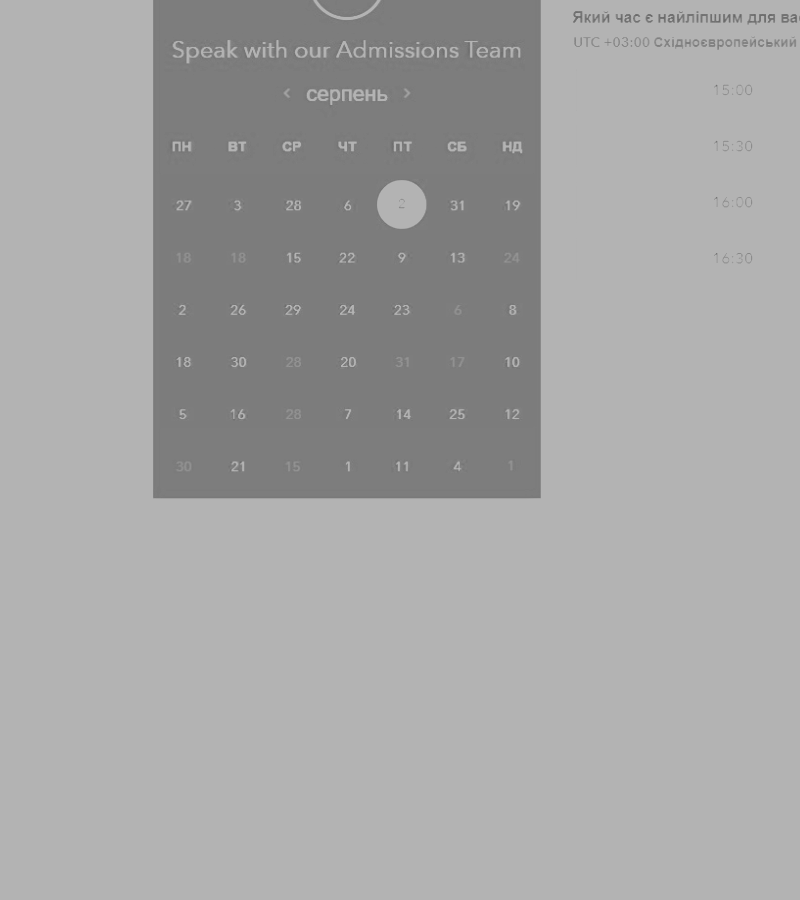 Speak with our Admissions Team
‹ серпень ›
ПН ВТ СР ЧТ ПТ СБ НД
27 3 28 6 2 31 19
18 18 15 22 9 13 24
2 26 29 24 23 6 8
18 30 28 20 31 17 10
5 16 28 7 14 25 12
30 21 15 1 11 4 1
Який час є найліпшим для
UTC +03:00 Східноєвропейський
15:00
15:30
16:00
16:30